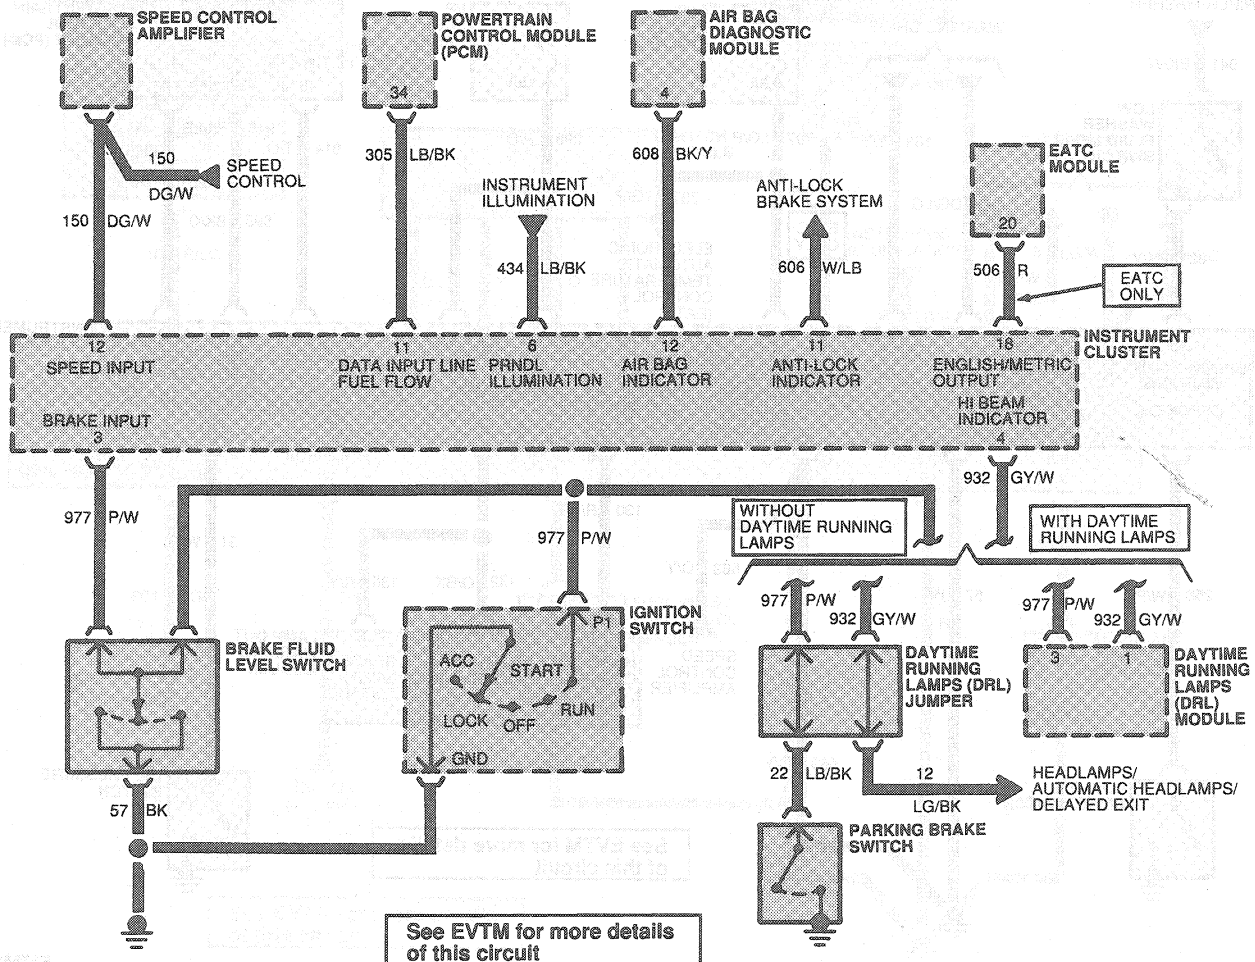 SPEED CONTROL
AMPLIFIER
POWERTRAIN
CONTROL MODULE
(PCM)
34
AIR BAG
DIAGNOSTIC
MODULE
4
EATC
MODULE
20
150
DG/W
SPEED
CONTROL
150 DG/W
305 LB/BK
INSTRUMENT
ILLUMINATION
434 LB/BK
608 BK/Y
ANTI-LOCK
BRAKE SYSTEM
606 W/LB
506 R
EATC
ONLY
INSTRUMENT
CLUSTER
12
SPEED INPUT
11
DATA INPUT LINE
FUEL FLOW
6
PRNDL
ILLUMINATION
12
AIR BAG
INDICATOR
11
ANTI-LOCK
INDICATOR
18
ENGLISH/METRIC
OUTPUT
BRAKE INPUT
3
HI BEAM
INDICATOR
4
977 P/W
977 P/W
932 GY/W
WITHOUT
DAYTIME RUNNING
LAMPS
WITH DAYTIME
RUNNING LAMPS
977 P/W
932 GY/W
977 P/W
932 GY/W
BRAKE FLUID
LEVEL SWITCH
IGNITION
SWITCH
P1
ACC
START
LOCK
OFF
RUN
GND
DAYTIME
RUNNING
LAMPS (DRL)
JUMPER
3
1
DAYTIME
RUNNING
LAMPS
(DRL)
MODULE
57 BK
22 LB/BK
12
LG/BK
HEADLAMPS/
AUTOMATIC HEADLAMPS/
DELAYED EXIT
PARKING BRAKE
SWITCH
See EVTM for more details
of this circuit